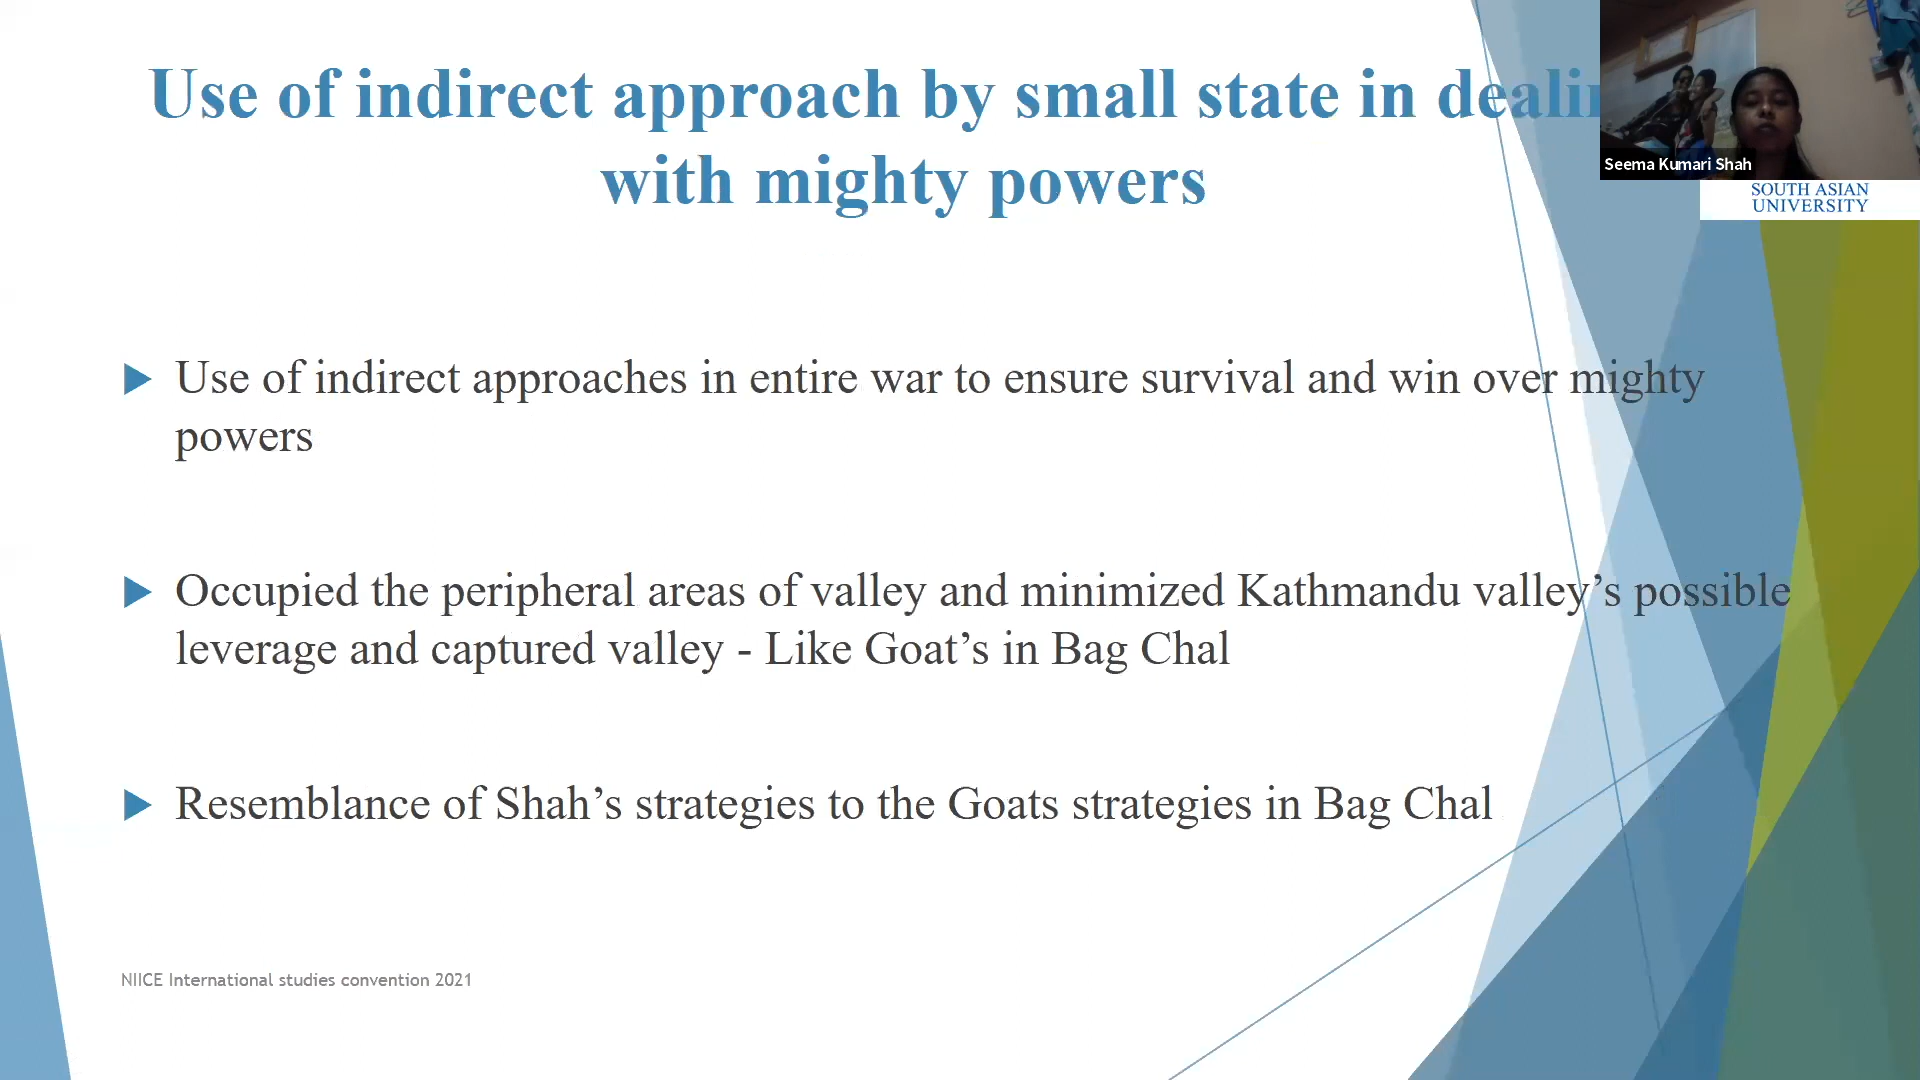 Use of indirect approach by small state in
with mighty powers
Seema Kumari Shah
SOUTH ASIAN
UNIVERSITY
Use of indirect approaches in entire war to ensure survival and win over mighty
powers
Occupied the peripheral areas of valley and minimized Kathmandu valley’s possible
leverage and captured valley - Like Goat’s in Bag Chal
Resemblance of Shah’s strategies to the Goats strategies in Bag Chal
NIICE International studies convention 2021